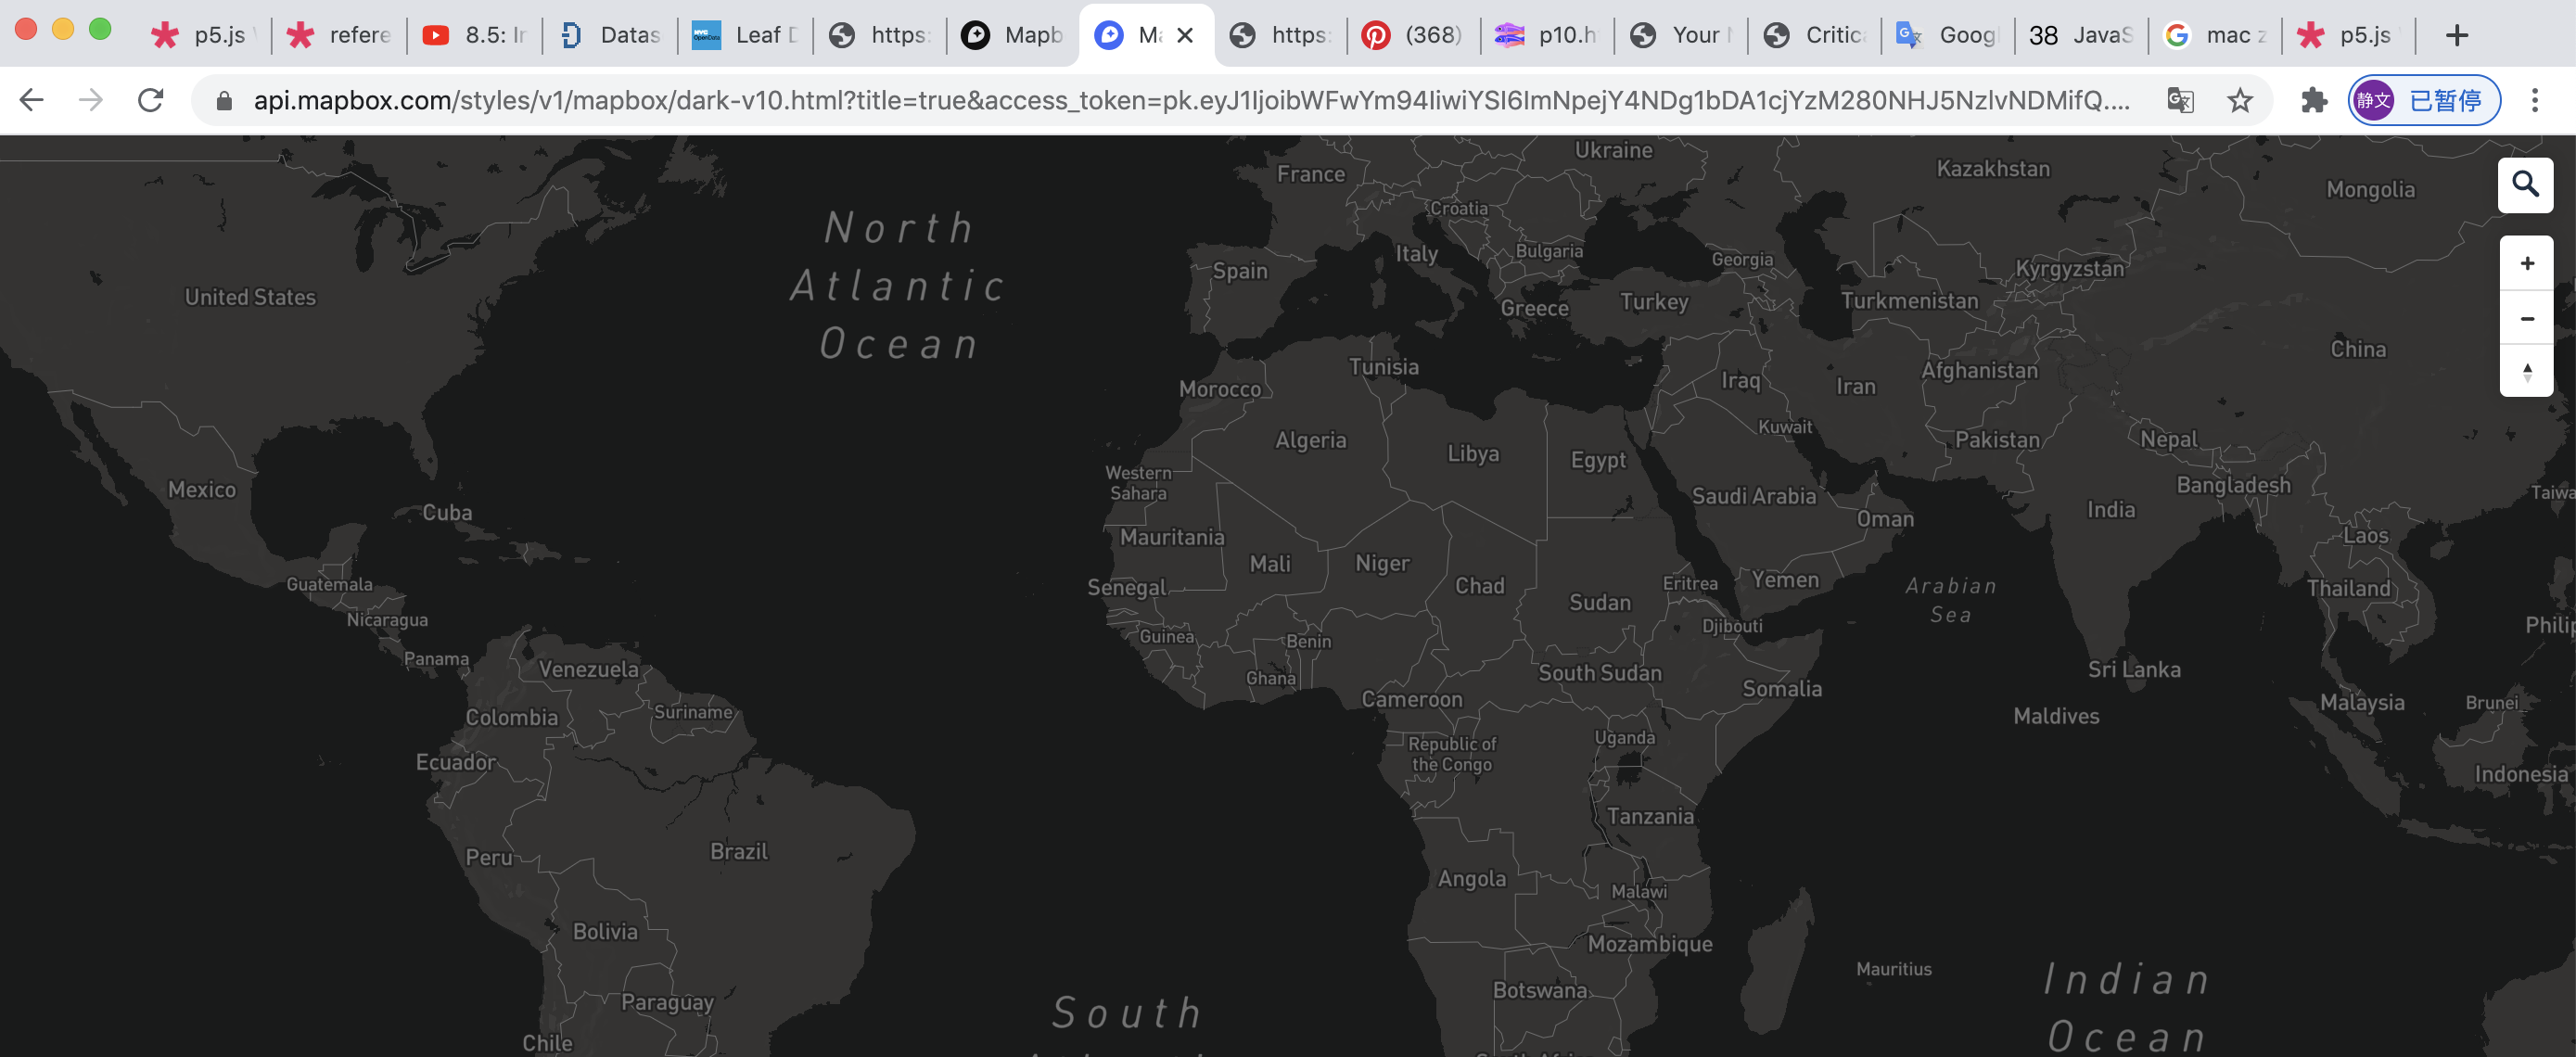 p5.js
refere
8.5: Ir
Datas
Leaf D
https:
Mapb
Ma
https:
(368)
p10.h
Your
Critic
Googl
38 JavaS
mac z
p5.js
api.mapbox.com/styles/v1/mapbox/dark-v10.html?title=true&access_token=pk.eyJ1IjoibWFwYm94IiwiYSI6ImNpejY4NDg1bDA1cjYzM280NHJ5NzlvNDMifQ....
静文 已暂停
Ukraine
France
Kazakhstan
Mongolia
Croatia
North
Atlantic
Ocean
Italy
Bulgaria
Georgia
Spain
Kyrgyzstan
United States
Greece
Turkey
Turkmenistan
China
Tunisia
Morocco
Iraq
Iran
Afghanistan
Kuwait
Algeria
Libya
Egypt
Pakistan
Nepal
Western
Sahara
Mexico
Cuba
Saudi Arabia
Bangladesh
Taiwa
India
Oman
Mauritania
Laos
Mali
Niger
Guatemala
Senegal
Chad
Eritrea
Yemen
Arabian
Sea
Thailand
Sudan
Nicaragua
Djibouti
Philip
Guinea
Benin
Panama
Venezuela
Ghana
South Sudan
Sri Lanka
Cameroon
Somalia
Malaysia
Brunei
Colombia
Suriname
Maldives
Republic of
the Congo
Uganda
Ecuador
Indonesia
Tanzania
Peru
Brazil
Angola
Malawi
Bolivia
Mozambique
Mauritius
Indian
Ocean
Botswana
Paraguay
South
Chile